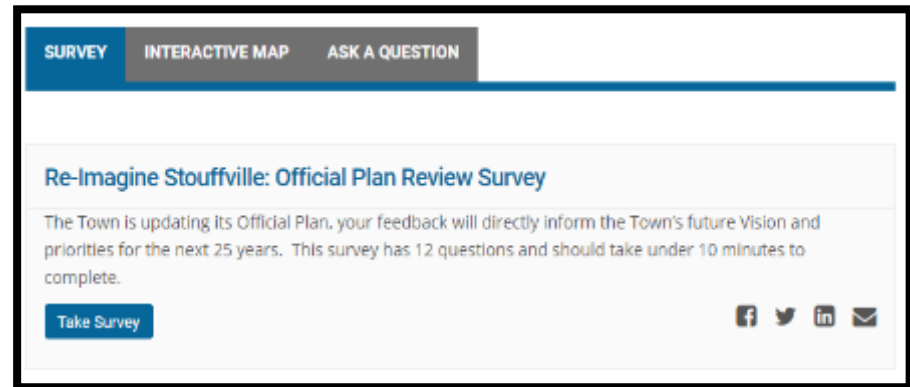 SURVEY INTERACTIVE MAP ASK A QUESTION
Re-Imagine Stouffville: Official Plan Review Survey
The Town is updating its Official Plan, your feedback will directly inform the Town's future Vision and
priorities for the next 25 years. This survey has 12 questions and should take under 10 minutes to
complete.
Take Survey